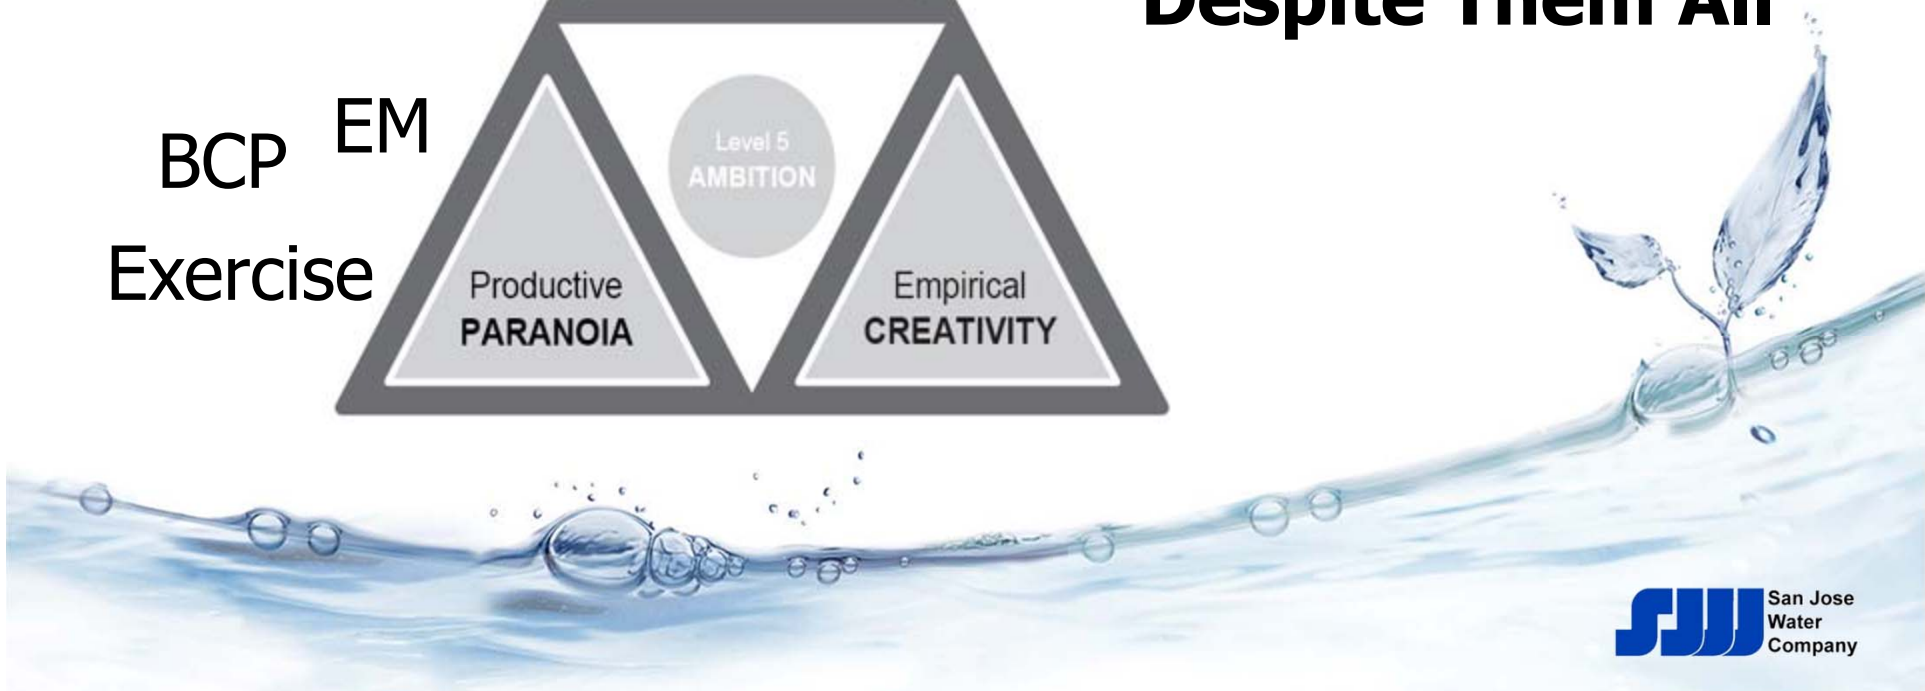 Despite Them All
EM
BCP
Exercise
Level 5
AMBITION
Productive
PARANOIA
Empirical
CREATIVITY
San Jose
Water
Company